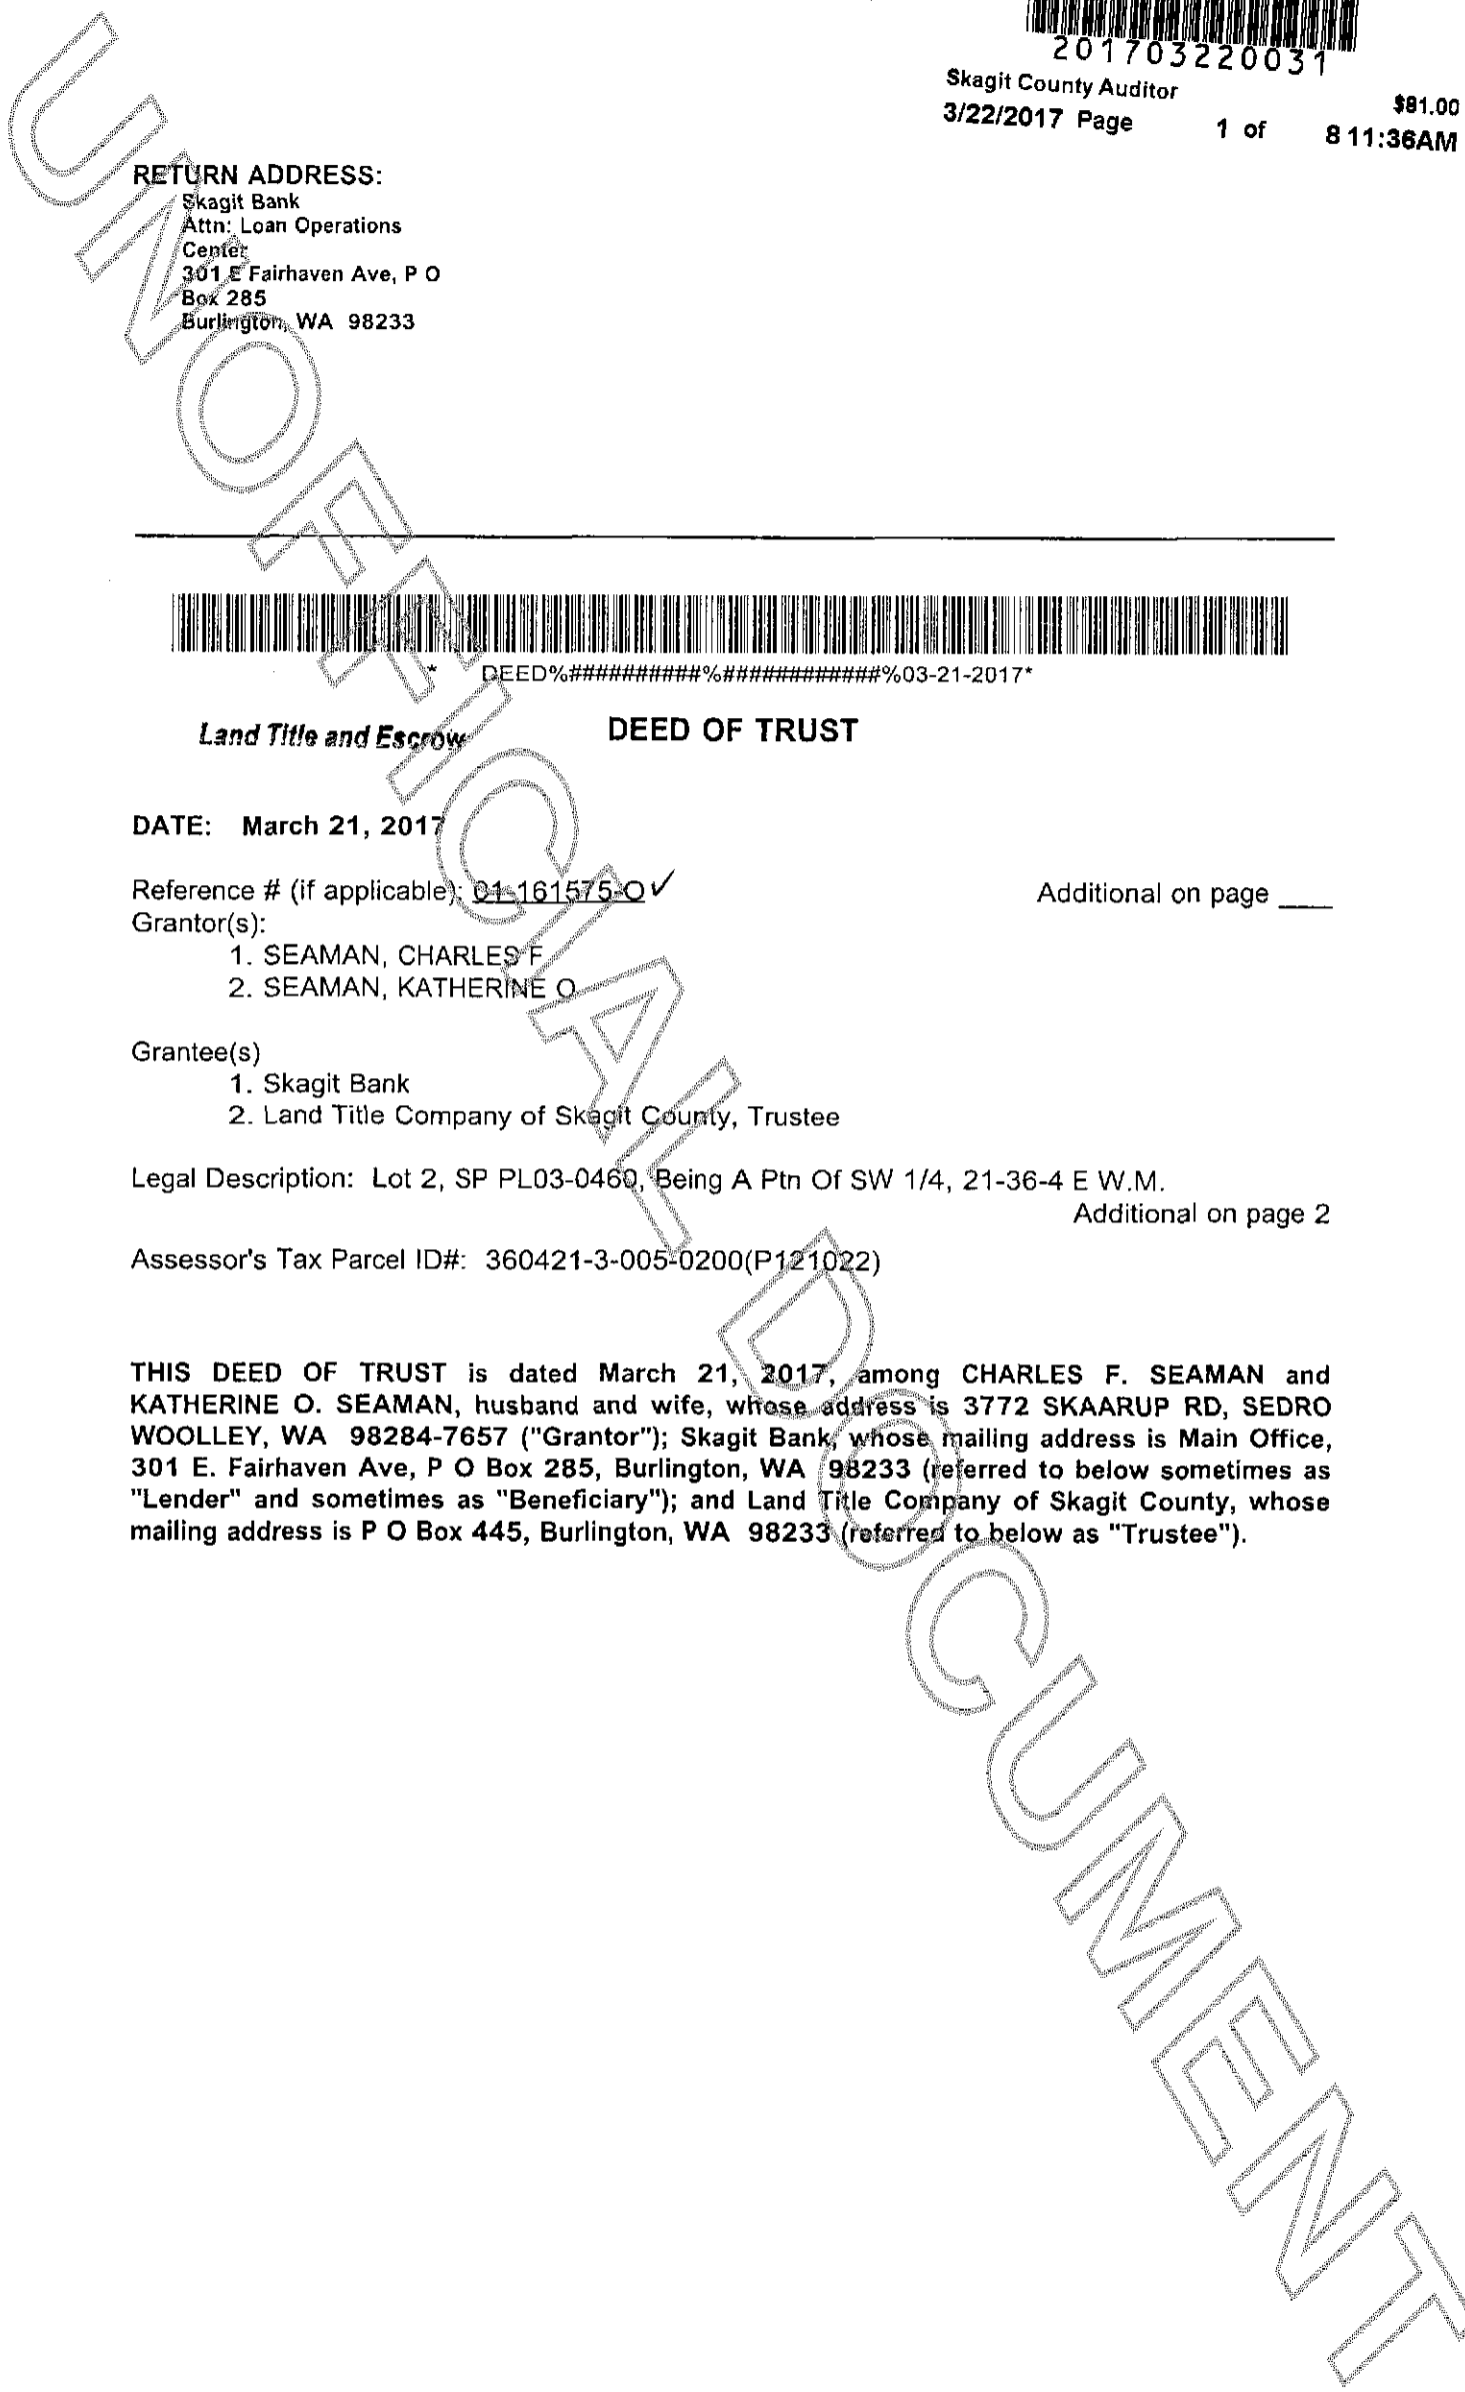 201703220031
Skagit County Auditor $81.00
3/22/2017 Page 1 of 8 11:36AM
RETURN ADDRESS:
Skagit Bank
Attn: Loan Operations
Center
301 E Fairhaven Ave, P O
Box 285
Burlington, WA 98233
* DEED%##########%############%03-21-2017*
Land Title and Escrow DEED OF TRUST
DATE: March 21, 2017
Reference # (if applicable): 01-161575-O✓ Additional on page ____
Grantor(s):
1. SEAMAN, CHARLES F
2. SEAMAN, KATHERINE O
Grantee(s)
1. Skagit Bank
2. Land Title Company of Skagit County, Trustee
Legal Description: Lot 2, SP PL03-0460, Being A Ptn Of SW 1/4, 21-36-4 E W.M.
Additional on page 2
Assessor's Tax Parcel ID#: 360421-3-005-0200(P121022)
THIS DEED OF TRUST is dated March 21, 2017, among CHARLES F. SEAMAN and
KATHERINE O. SEAMAN, husband and wife, whose address is 3772 SKAARUP RD, SEDRO
WOOLLEY, WA 98284-7657 ("Grantor"); Skagit Bank, whose mailing address is Main Office,
301 E. Fairhaven Ave, P O Box 285, Burlington, WA 98233 (referred to below sometimes as
"Lender" and sometimes as "Beneficiary"); and Land Title Company of Skagit County, whose
mailing address is P O Box 445, Burlington, WA 98233 (referred to below as "Trustee").
UNOFFICIAL DOCUMENT